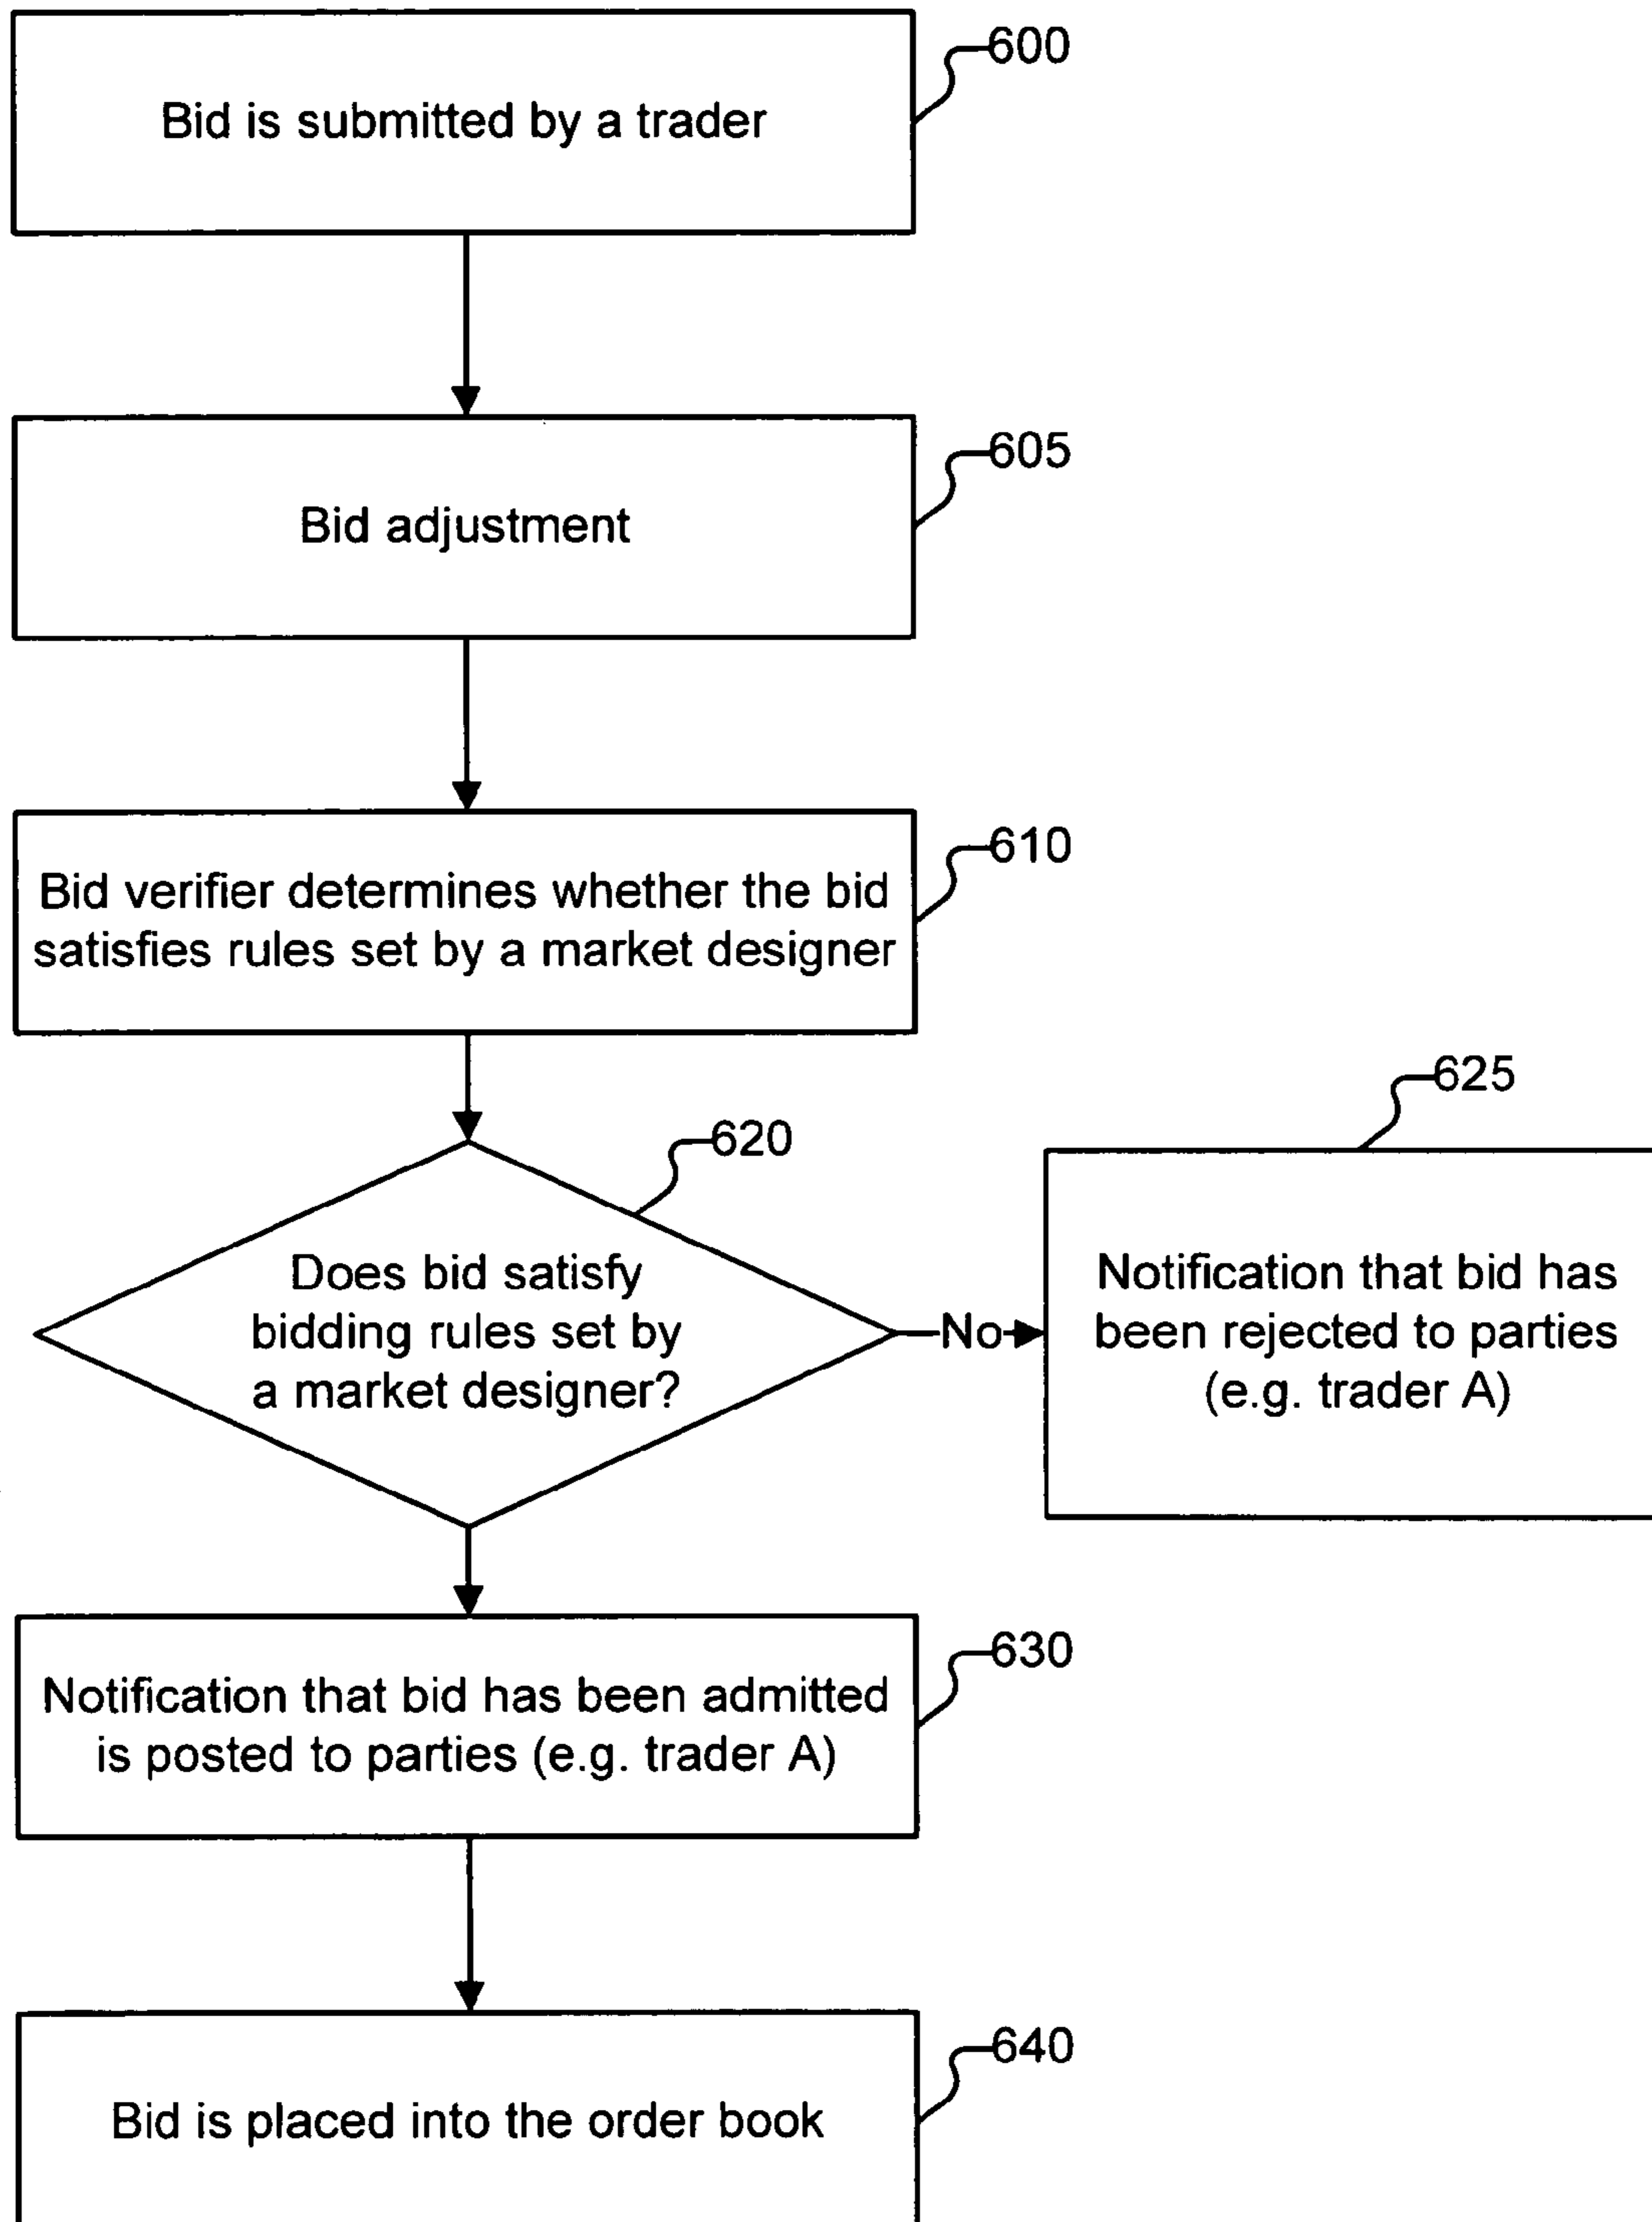 600
Bid is submitted by a trader
605
Bid adjustment
610
Bid verifier determines whether the bid
satisfies rules set by a market designer
625
620
Does bid satisfy
bidding rules set by
a market designer?
No
Notification that bid has
been rejected to parties
(e.g. trader A)
630
Notification that bid has been admitted
is posted to parties (e.g. trader A)
640
Bid is placed into the order book